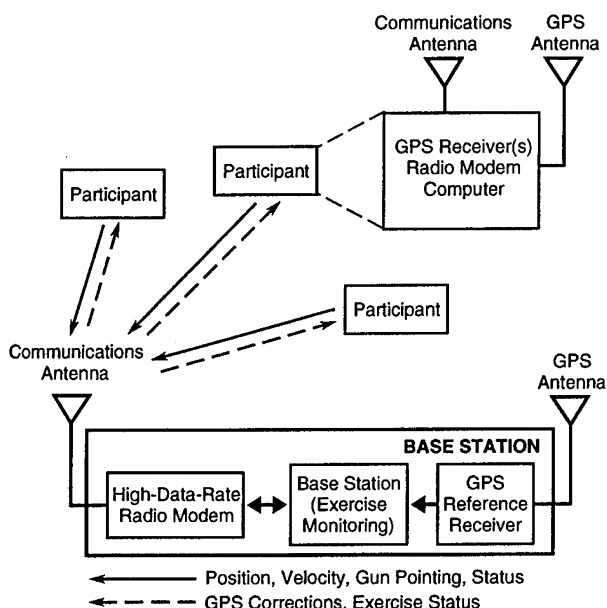 Communications
Antenna
GPS
Antenna
GPS Receiver(s)
Radio Modem
Computer
Participant
Participant
Participant
Communications
Antenna
GPS
Antenna
BASE STATION
High-Data-Rate
Radio Modem
Base Station
(Exercise
Monitoring)
GPS
Reference
Receiver
Position, Velocity, Gun Pointing, Status
GPS Corrections, Exercise Status